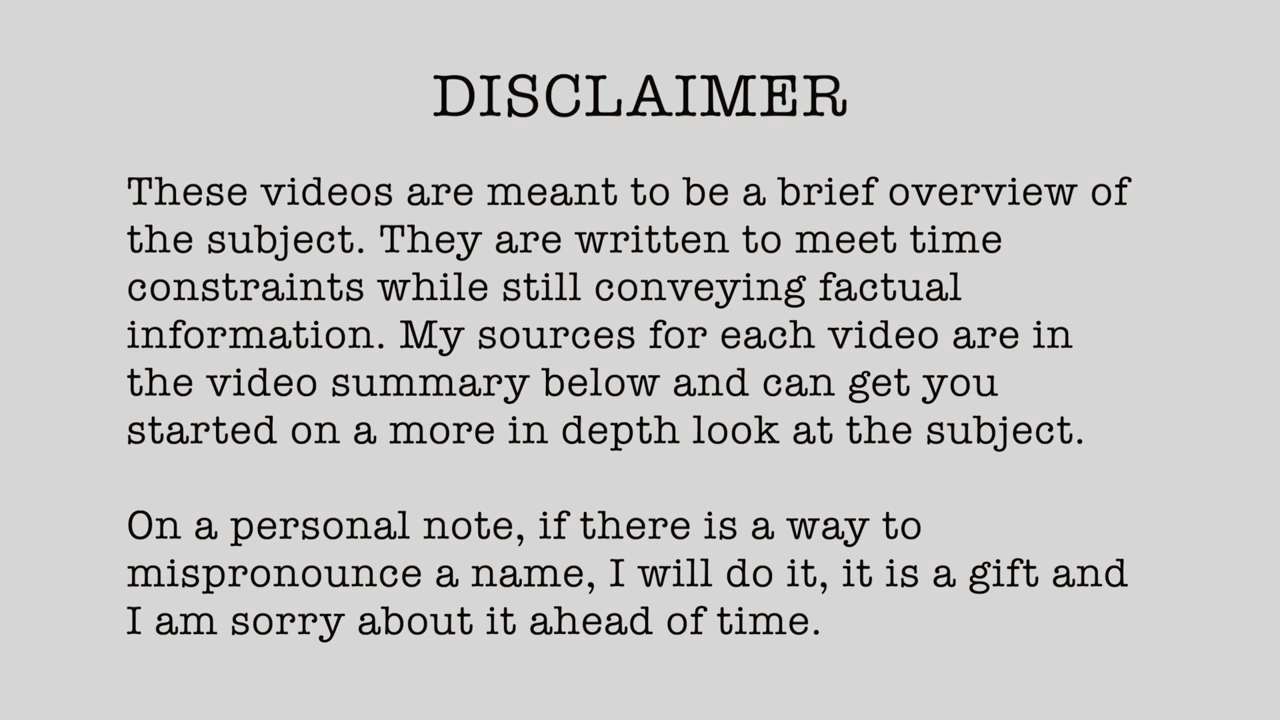 DISCLAIMER
These videos are meant to be a brief overview of
the subject. They are written to meet time
constraints while still conveying factual
information. My sources for each video are in
the video summary below and can get you
started on a more in depth look at the subject.
On a personal note, if there is a way to
mispronounce a name, I will do it, it is a gift and
I am sorry about it ahead of time.